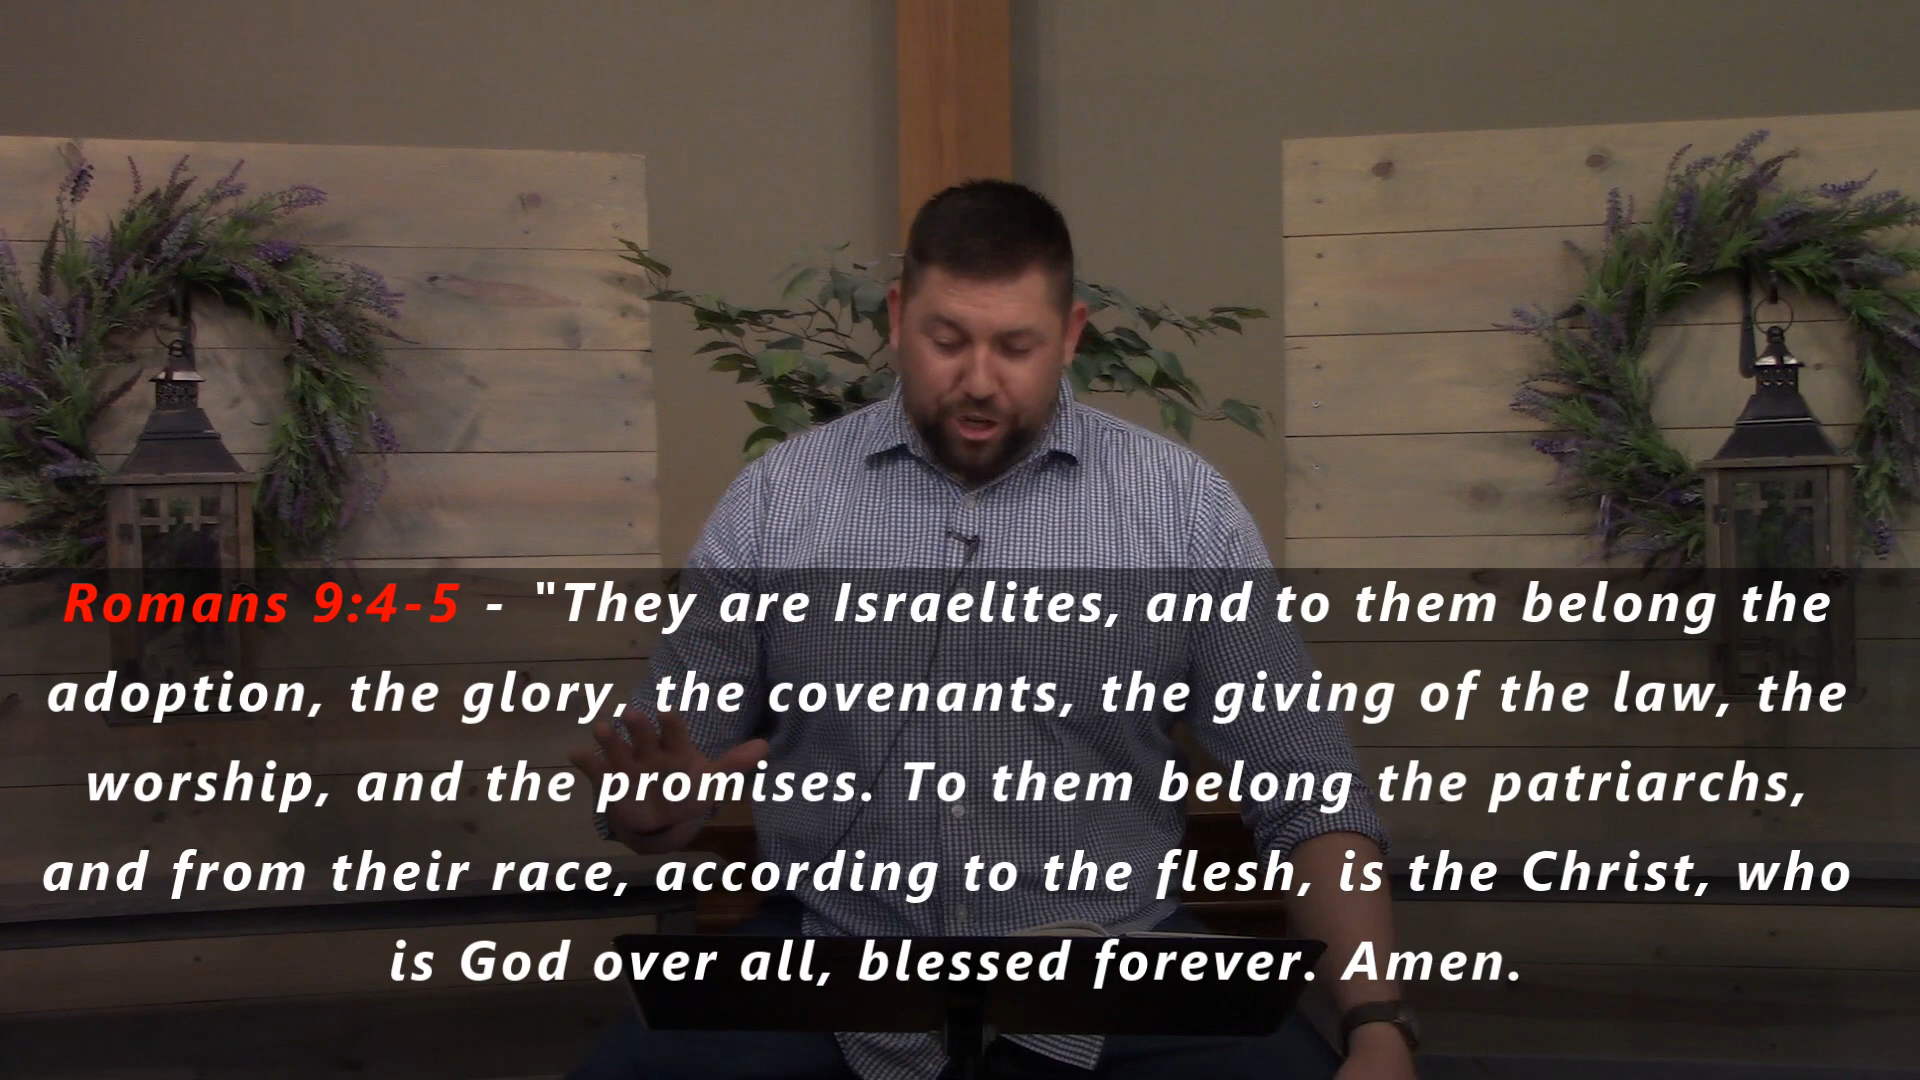 Romans 9:4-5 - "They are Israelites, and to them belong the
adoption, the glory, the covenants, the giving of the law, the
worship, and the promises. To them belong the patriarchs,
and from their race, according to the flesh, is the Christ, who
is God over all, blessed forever. Amen.